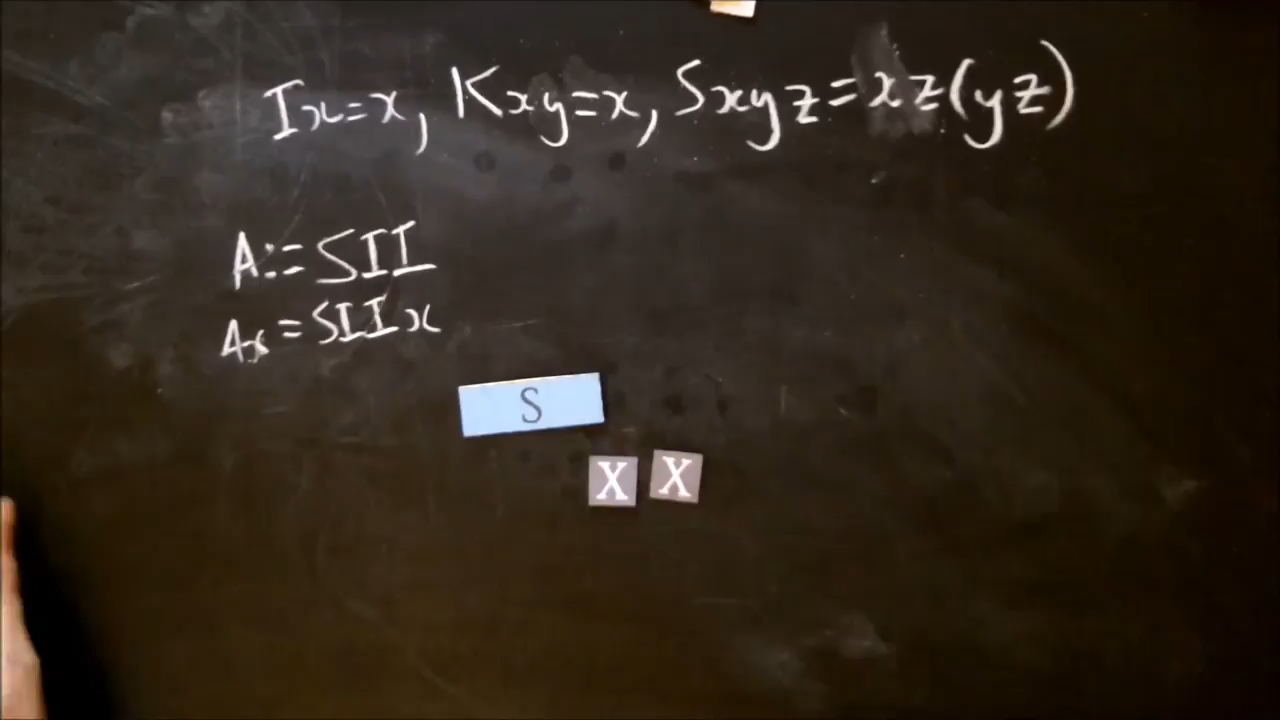 Ix=x, Kxy=x, Sxyz=xz(yz)
A:=SII
Ax=SIIx
S
X X